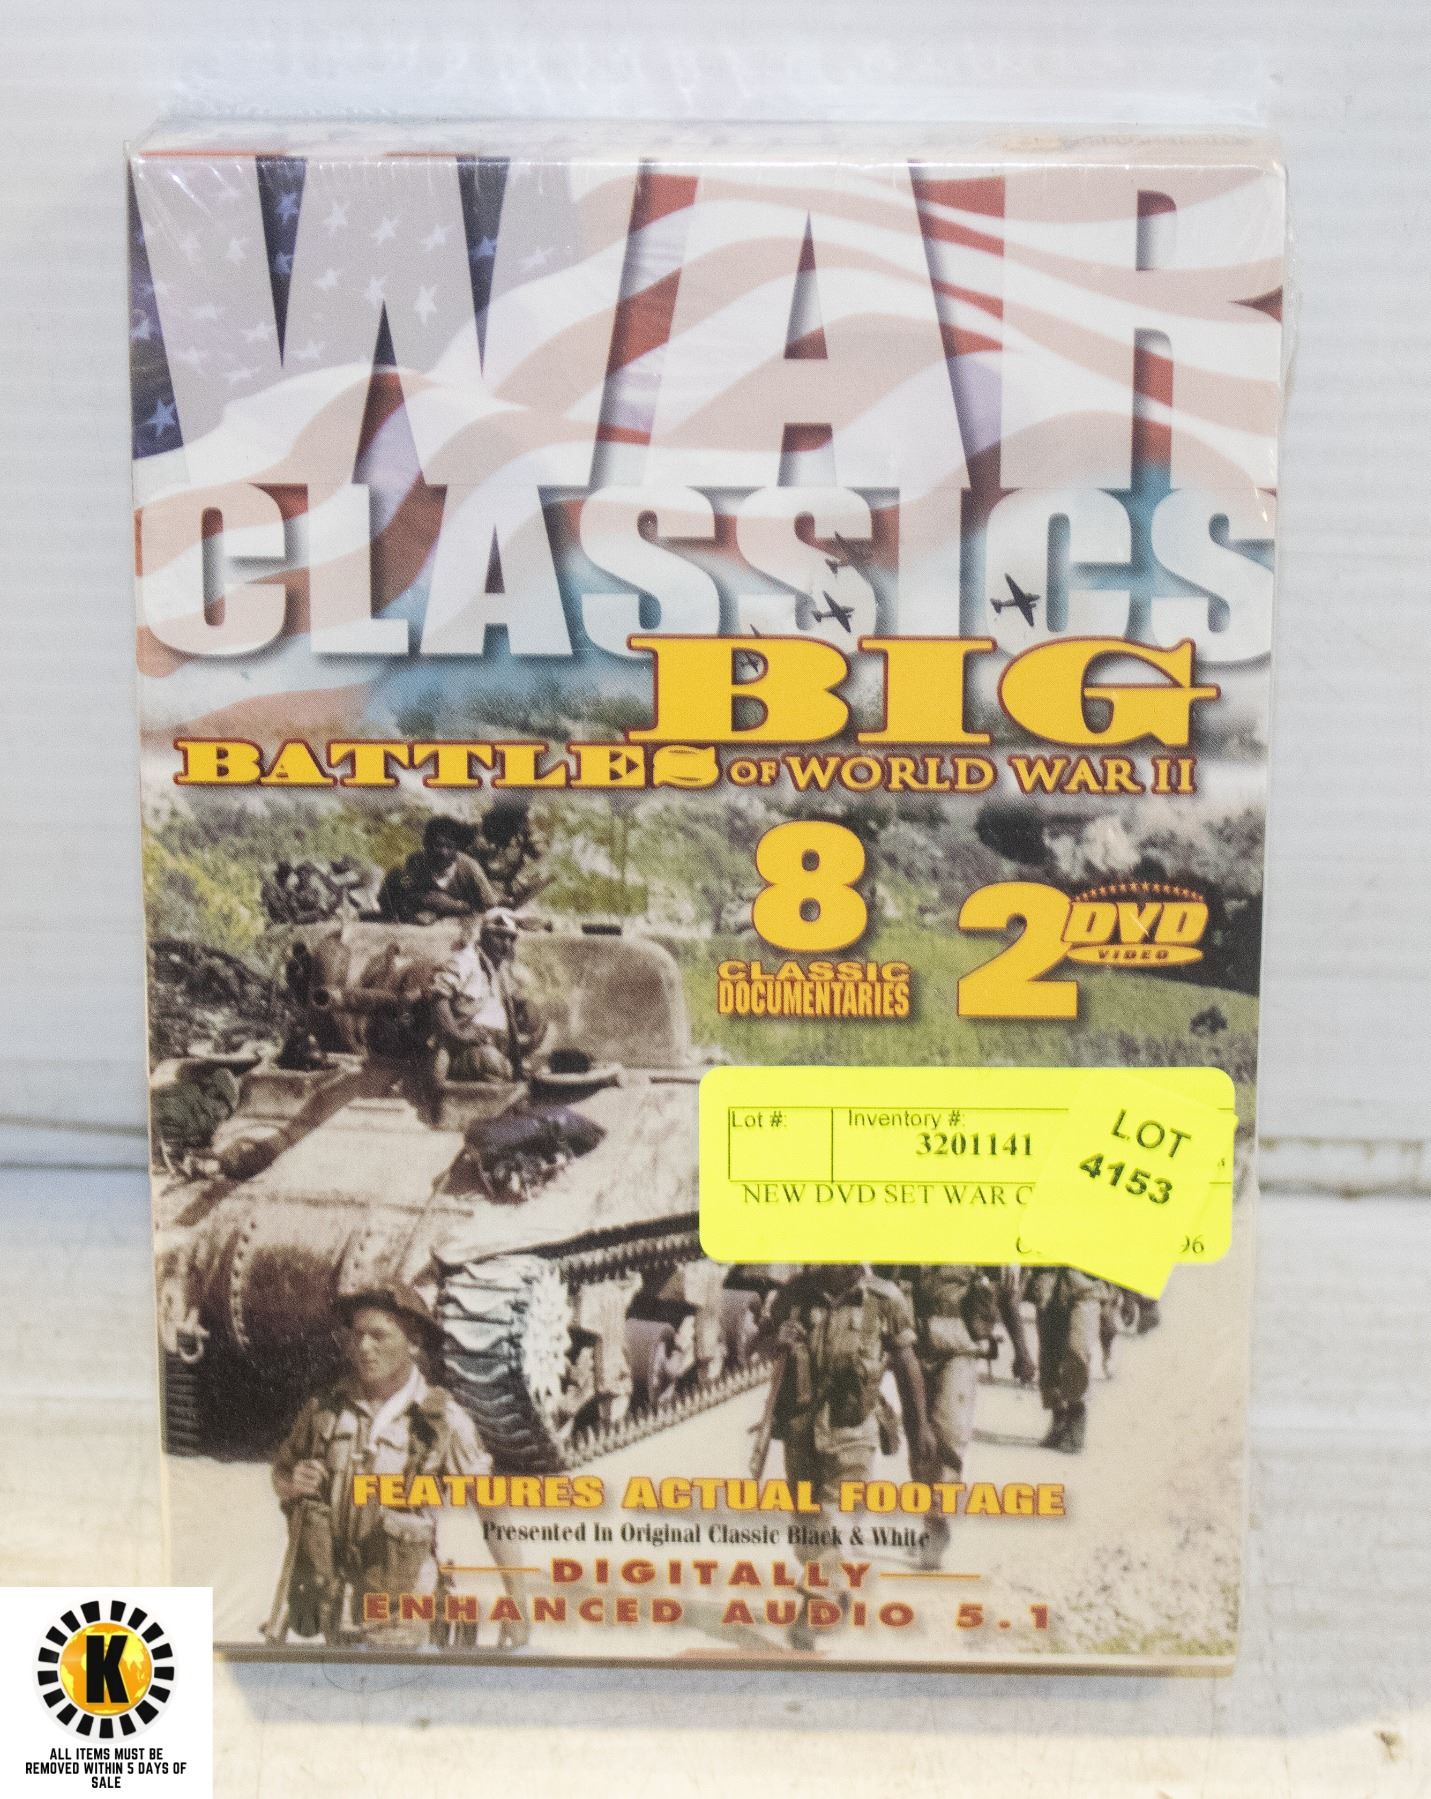 WAR
CLASSICS
BIG
BATTLES OF WORLD WAR II
8
CLASSIC
DOCUMENTARIES
2 DVD
VIDEO
Lot #: Inventory #:
3201141
NEW DVD SET WAR C
96
LOT
4153
FEATURES ACTUAL FOOTAGE
Presented In Original Classic Black & White
DIGITALLY
ENHANCED AUDIO 5.1
K
ALL ITEMS MUST BE
REMOVED WITHIN 5 DAYS OF
SALE